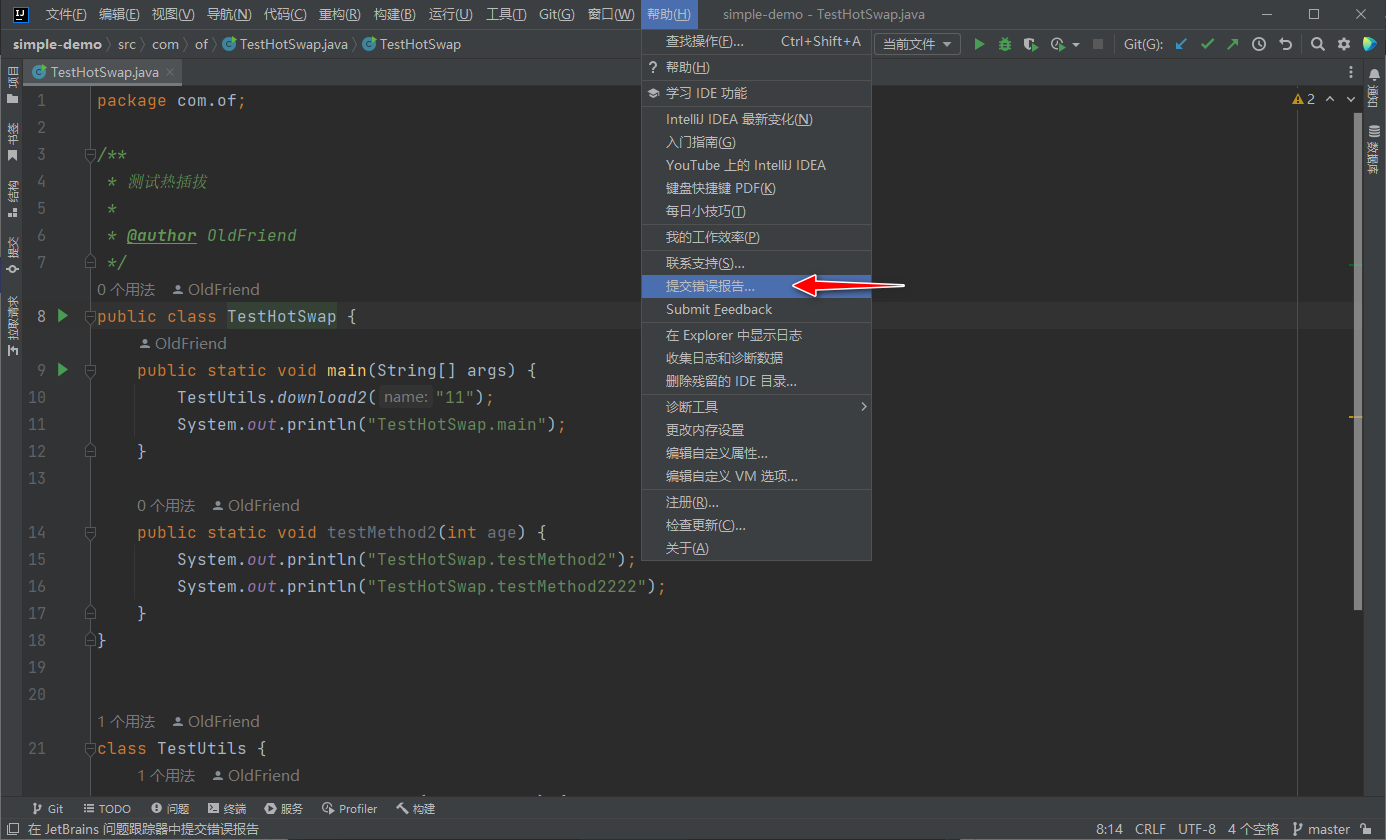 文件(F) 编辑(E) 视图(V) 导航(N) 代码(C) 重构(R) 构建(B) 运行(U) 工具(T) Git(G) 窗口(W) 帮助(H) simple-demo - TestHotSwap.java
simple-demo src com of TestHotSwap.java TestHotSwap
当前文件 Git(G):
TestHotSwap.java
查找操作(F)... Ctrl+Shift+A
? 帮助(H)
学习 IDE 功能
IntelliJ IDEA 最新变化(N)
入门指南(G)
YouTube 上的 IntelliJ IDEA
键盘快捷键 PDF(K)
每日小技巧(T)
我的工作效率(P)
联系支持(S)...
提交错误报告...
Submit Feedback
在 Explorer 中显示日志
收集日志和诊断数据
删除残留的 IDE 目录...
诊断工具
更改内存设置
编辑自定义属性...
编辑自定义 VM 选项...
注册(R)...
检查更新(C)...
关于(A)
项目
书签
结构
提交
拉取请求
通知
数据库
2
1 package com.of;
2
3 /**
4 * 测试热插拔
5 *
6 * @author OldFriend
7 */
0 个用法 OldFriend
8 public class TestHotSwap {
OldFriend
9 public static void main(String[] args) {
10 TestUtils.download2( name: "11");
11 System.out.println("TestHotSwap.main");
12 }
13
0 个用法 OldFriend
14 public static void testMethod2(int age) {
15 System.out.println("TestHotSwap.testMethod2");
16 System.out.println("TestHotSwap.testMethod2222");
17 }
18 }
19
20
1 个用法 OldFriend
21 class TestUtils {
1 个用法 OldFriend
Git TODO 问题 终端 服务 Profiler 构建
在 JetBrains 问题跟踪器中提交错误报告 8:14 CRLF UTF-8 4 个空格 master